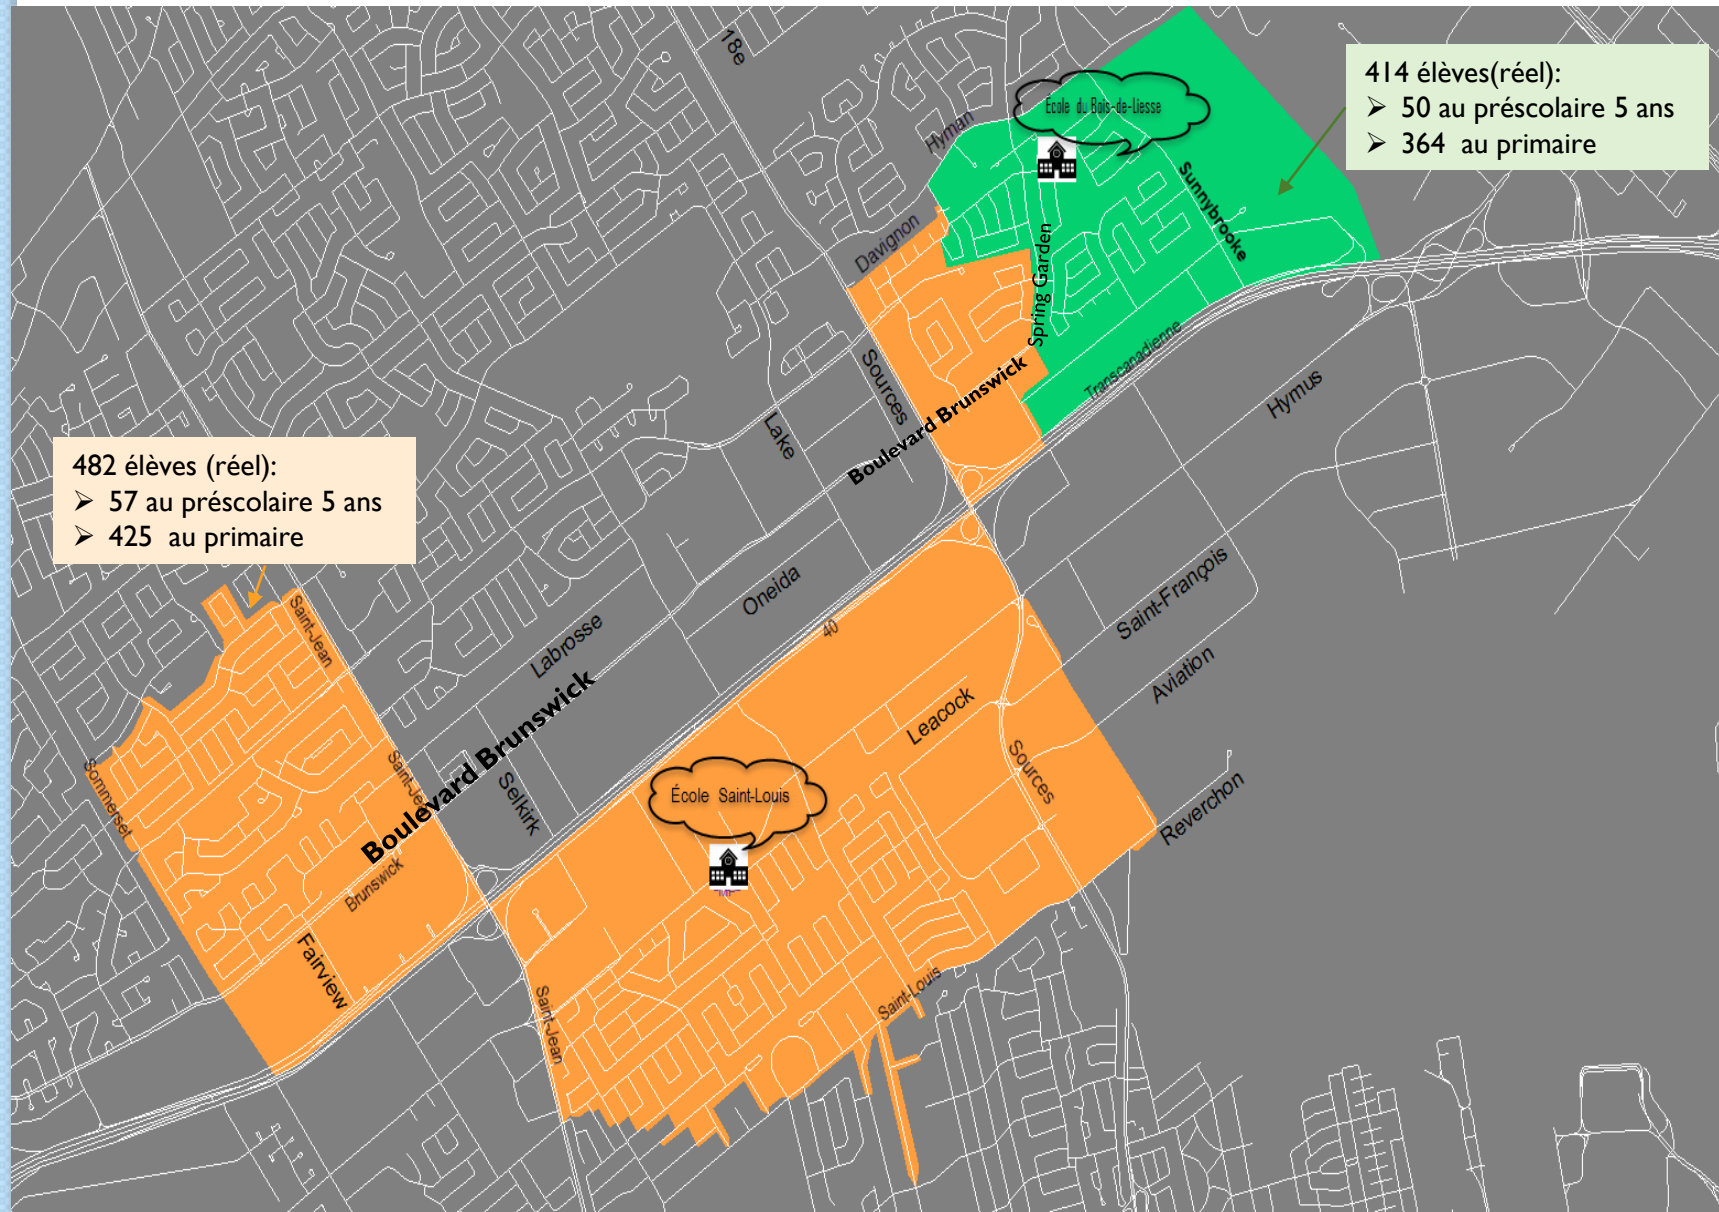 18e
414 élèves(réel):
➢ 50 au préscolaire 5 ans
➢ 364 au primaire
École du Bois-de-Liesse
Hyman
Sunnybrooke
Davignon
Spring Garden
Transcanadienne
Sources
Hymus
Boulevard Brunswick
Lake
482 élèves (réel):
➢ 57 au préscolaire 5 ans
➢ 425 au primaire
Saint-Jean
Oneida
Saint-François
40
Labrosse
Aviation
Boulevard Brunswick
Leacock
Sommerset
Saint-Je
Selkirk
École Saint-Louis
Sources
Reverchon
Brunswick
Fairview
Saint-Jean
Saint-Louis